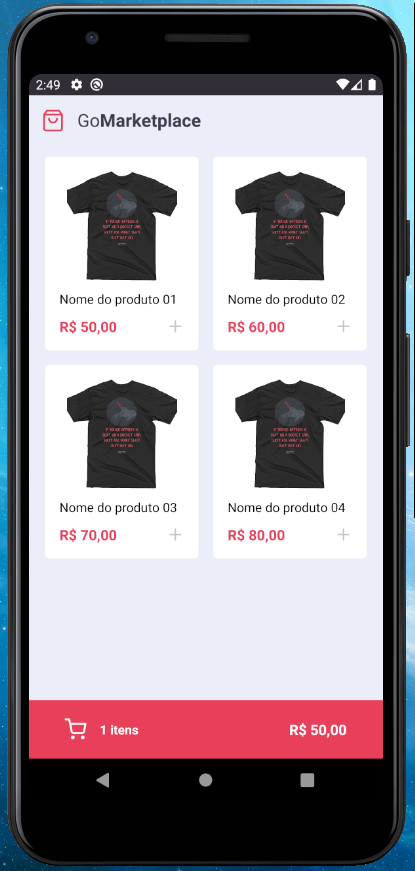 2:49
GoMarketplace
Nome do produto 01
R$ 50,00
Nome do produto 02
R$ 60,00
Nome do produto 03
R$ 70,00
Nome do produto 04
R$ 80,00
1 itens
R$ 50,00